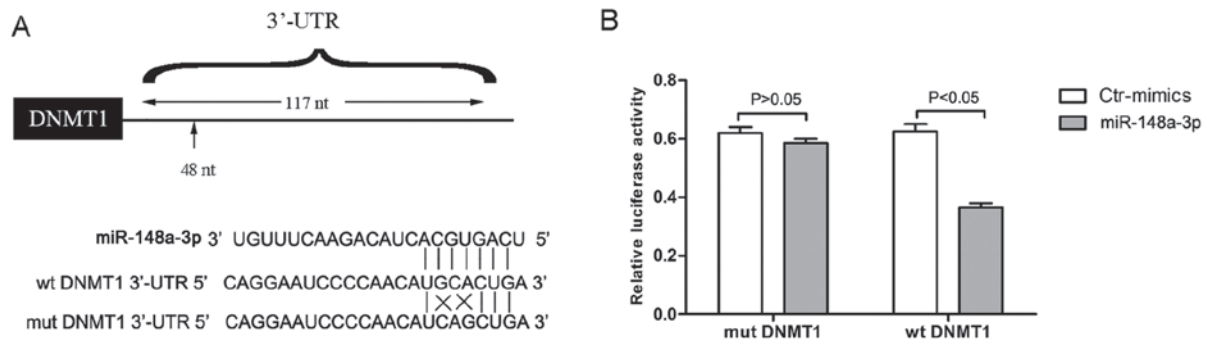 A
3'-UTR
117 nt
DNMT1
48 nt
miR-148a-3p 3' UGUUUCAAGACAUCACGUGACU 5'
wt DNMT1 3'-UTR 5' CAGGAAUCCCCAACAUGCACUGA 3'
mut DNMT1 3'-UTR 5' CAGGAAUCCCCAACAUCAGCUGA 3'
B
Relative luciferase activity
0.8
0.6
0.4
0.2
0.0
P>0.05
P<0.05
mut DNMT1
wt DNMT1
Ctr-mimics
miR-148a-3p